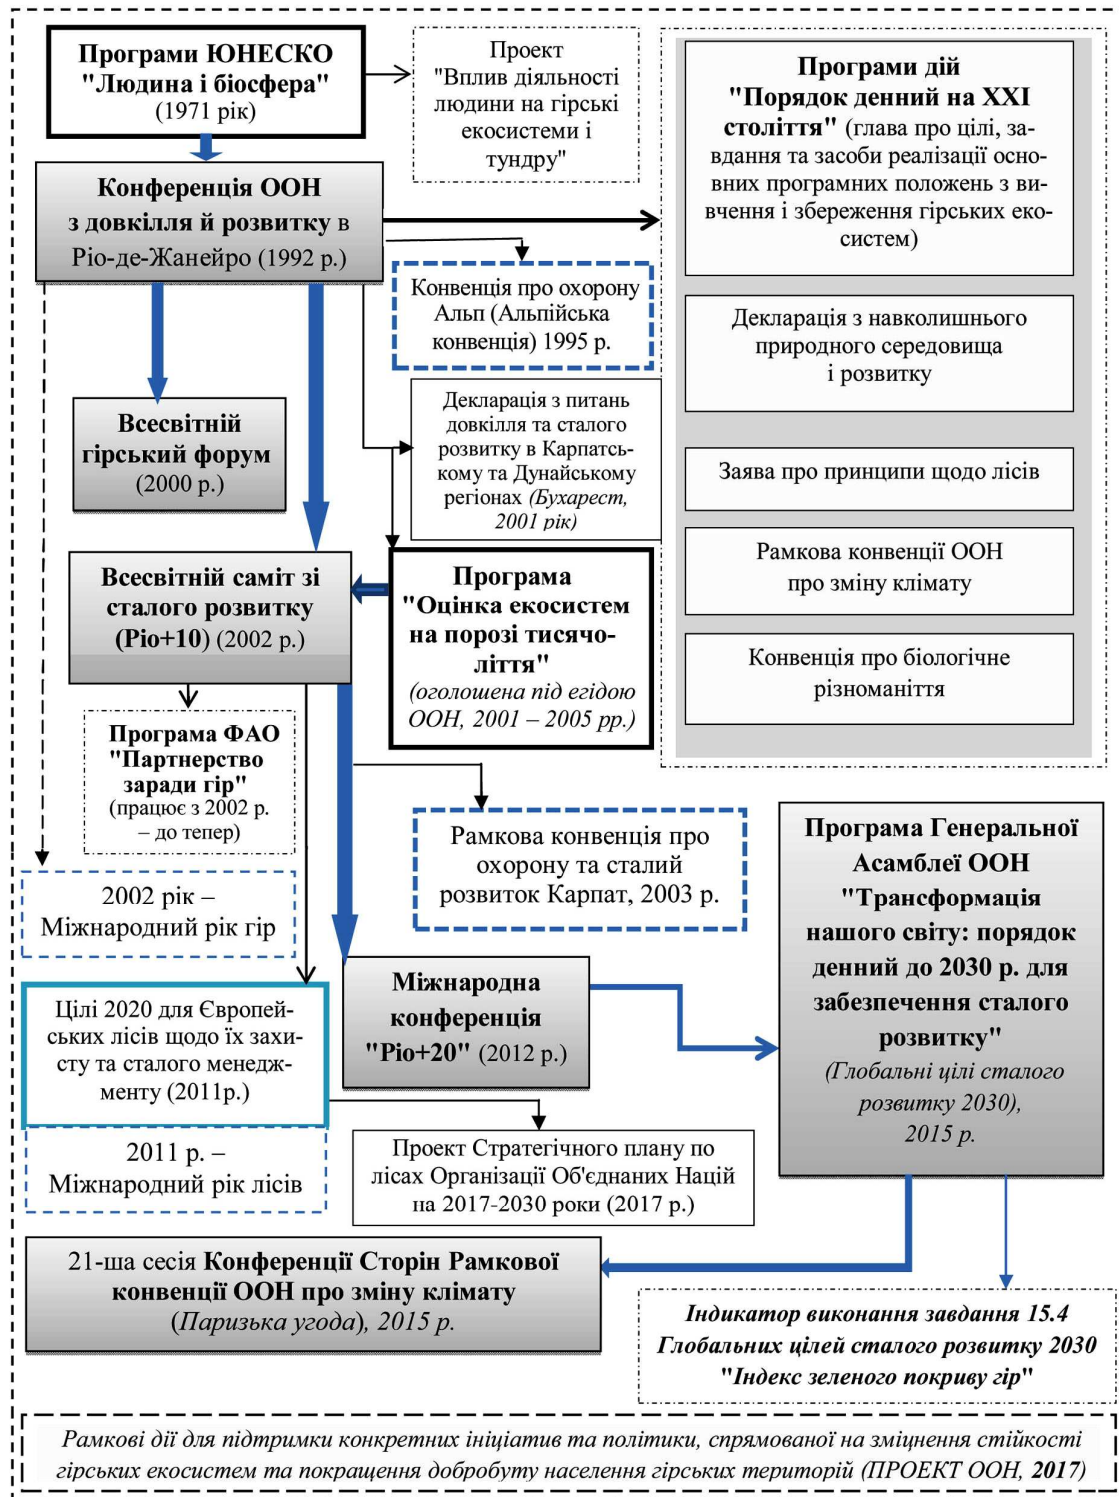 Програми ЮНЕСКО
"Людина і біосфера"
(1971 рік)
Проект
"Вплив діяльності
людини на гірські
екосистеми і
тундру"
Програми дій
"Порядок денний на XXI
століття" (глава про цілі, за-
вдання та засоби реалізації осно-
вних програмних положень з ви-
вчення і збереження гірських еко-
систем)
Конференція ООН
з довкілля й розвитку в
Ріо-де-Жанейро (1992 р.)
Конвенція про охорону
Альп (Альпійська
конвенція) 1995 р.
Декларація з навколишнього
природного середовища
і розвитку
Всесвітній
гірський форум
(2000 р.)
Декларація з питань
довкілля та сталого
розвитку в Карпатсь-
кому та Дунайському
регіонах (Бухарест,
2001 рік)
Заява про принципи щодо лісів
Рамкова конвенції ООН
про зміну клімату
Конвенція про біологічне
різноманіття
Всесвітній саміт зі
сталого розвитку
(Ріо+10) (2002 р.)
Програма
"Оцінка екосистем
на порозі тисячо-
ліття"
(оголошена під егідою
ООН, 2001 – 2005 рр.)
Програма ФАО
"Партнерство
заради гір"
(працює з 2002 р.
– до тепер)
Рамкова конвенція про
охорону та сталий
розвиток Карпат, 2003 р.
Програма Генеральної
Асамблеї ООН
"Трансформація
нашого світу: порядок
денний до 2030 р. для
забезпечення сталого
розвитку"
(Глобальні цілі сталого
розвитку 2030),
2015 р.
2002 рік –
Міжнародний рік гір
Міжнародна
конференція
"Ріо+20" (2012 р.)
Цілі 2020 для Європей-
ських лісів щодо їх захи-
сту та сталого менедж-
менту (2011р.)
2011 р. –
Міжнародний рік лісів
Проект Стратегічного плану по
лісах Організації Об'єднаних Націй
на 2017-2030 роки (2017 р.)
21-ша сесія Конференції Сторін Рамкової
конвенції ООН про зміну клімату
(Паризька угода), 2015 р.
Індикатор виконання завдання 15.4
Глобальних цілей сталого розвитку 2030
"Індекс зеленого покриву гір"
Рамкові дії для підтримки конкретних ініціатив та політики, спрямованої на зміцнення стійкості
гірських екосистем та покращення добробуту населення гірських територій (ПРОЕКТ ООН, 2017)